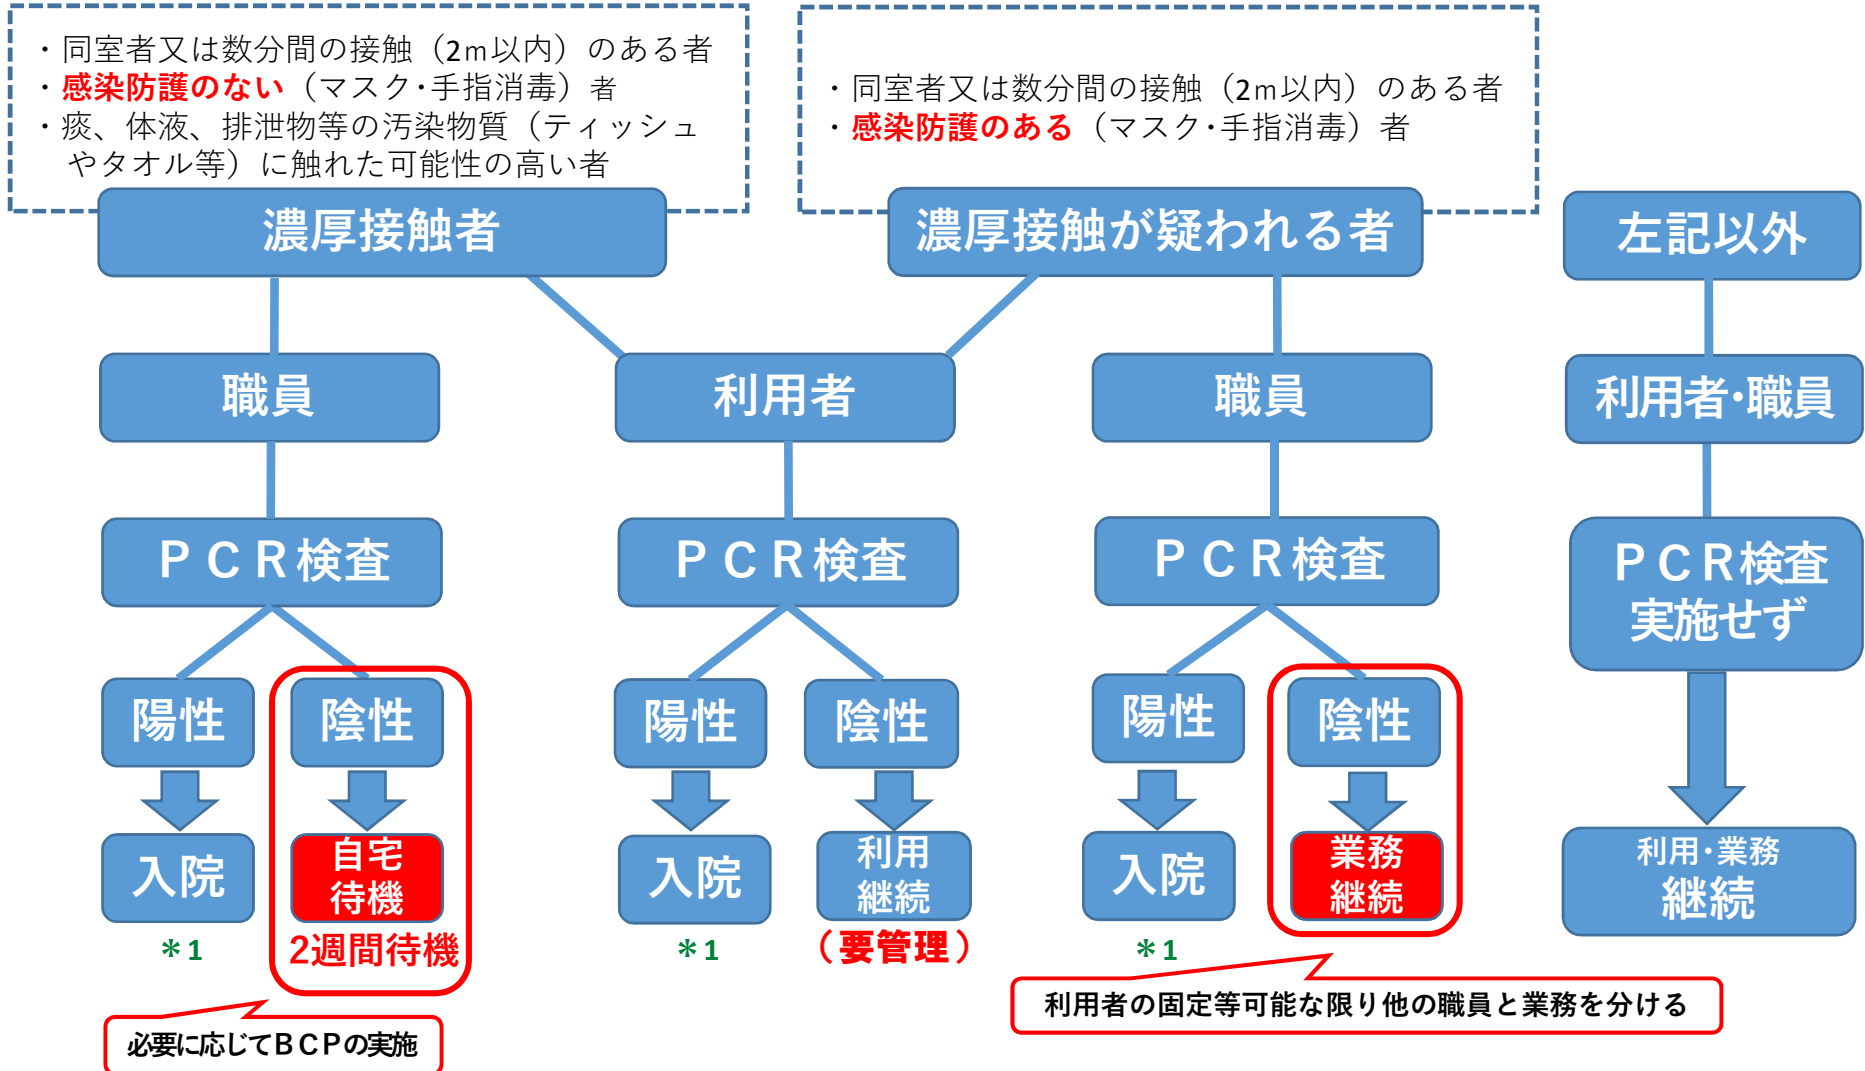 ・同室者又は数分間の接触（2ｍ以内）のある者
・感染防護のない（マスク・手指消毒）者
・痰、体液、排泄物等の汚染物質（ティッシュ
やタオル等）に触れた可能性の高い者
・同室者又は数分間の接触（2ｍ以内）のある者
・感染防護のある（マスク・手指消毒）者
濃厚接触者
濃厚接触が疑われる者
左記以外
職員
利用者
職員
利用者・職員
ＰＣＲ検査
ＰＣＲ検査
ＰＣＲ検査
ＰＣＲ検査
実施せず
陽性
陰性
陽性
陰性
陽性
陰性
入院
自宅
待機
入院
利用
継続
入院
業務
継続
利用・業務
継続
＊1
2週間待機
＊1
（要管理）
＊1
利用者の固定等可能な限り他の職員と業務を分ける
必要に応じてＢＣＰの実施